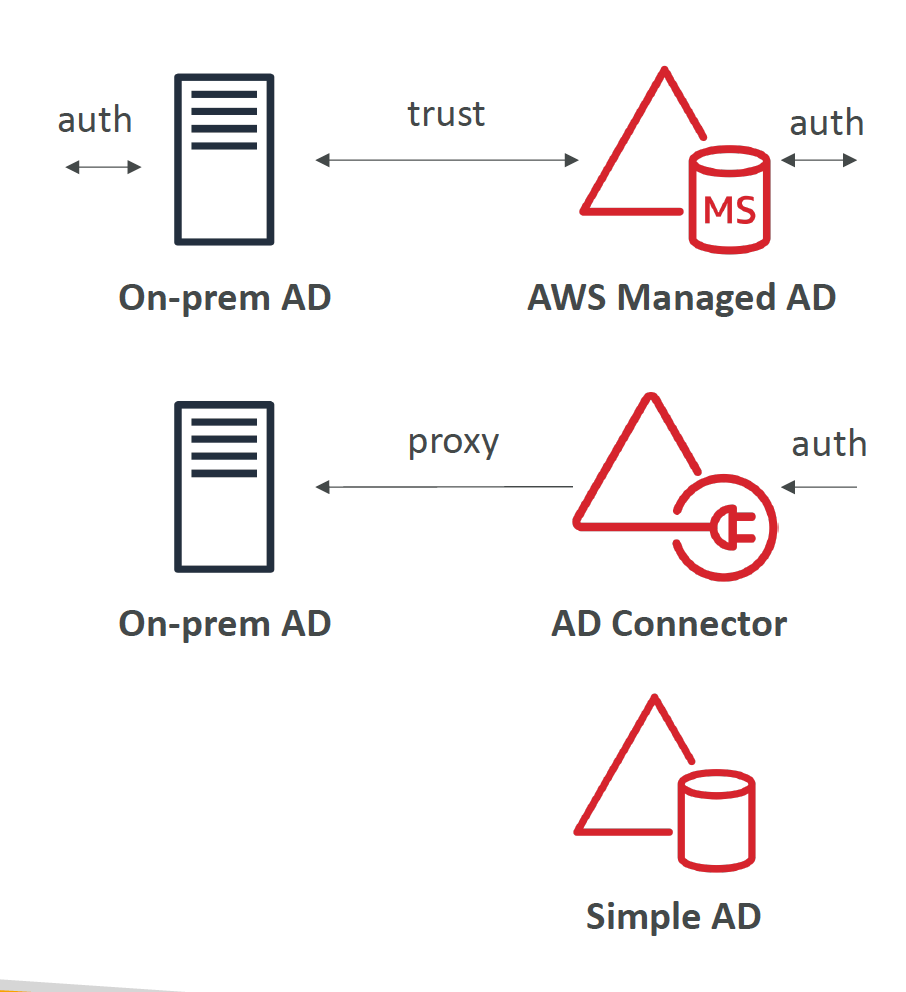 auth
trust
auth
MS
On-prem AD
AWS Managed AD
proxy
auth
On-prem AD
AD Connector
Simple AD